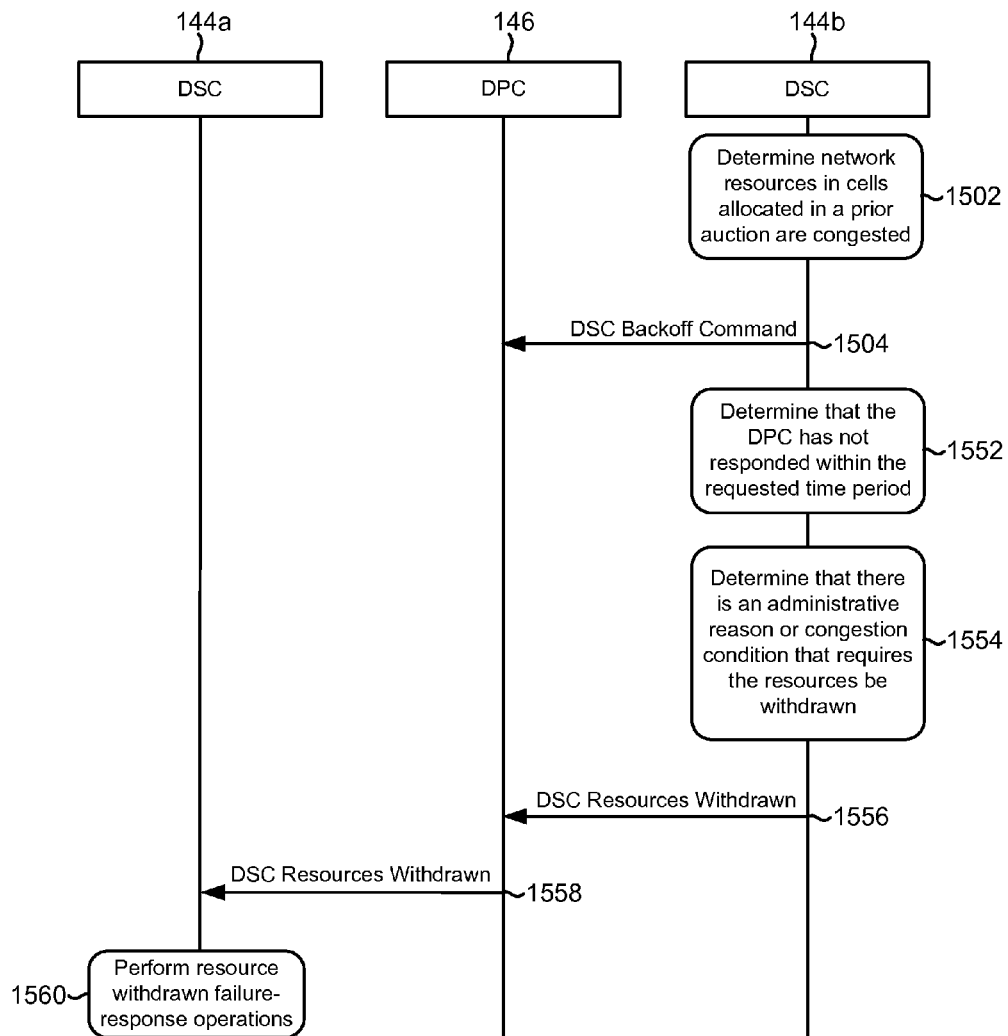 144a
146
144b
DSC
DPC
DSC
Determine network
resources in cells
allocated in a prior
auction are congested
1502
DSC Backoff Command
1504
Determine that the
DPC has not
responded within the
requested time period
1552
Determine that there
is an administrative
reason or congestion
condition that requires
the resources be
withdrawn
1554
DSC Resources Withdrawn
1556
DSC Resources Withdrawn
1558
1560
Perform resource
withdrawn failure-
response operations